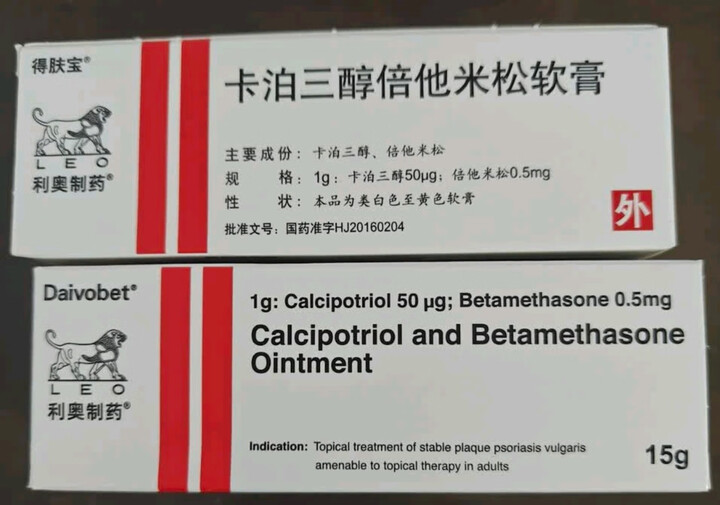 得肤宝®
LEO
利奥制药®
卡泊三醇倍他米松软膏
主要成份：卡泊三醇、倍他米松
规 格：1g：卡泊三醇50μg；倍他米松0.5mg
性 状：本品为类白色至黄色软膏
批准文号：国药准字HJ20160204
外
Daivobet®
LEO
利奥制药®
1g: Calcipotriol 50 μg; Betamethasone 0.5mg
Calcipotriol and Betamethasone
Ointment
Indication: Topical treatment of stable plaque psoriasis vulgaris
amenable to topical therapy in adults
15g